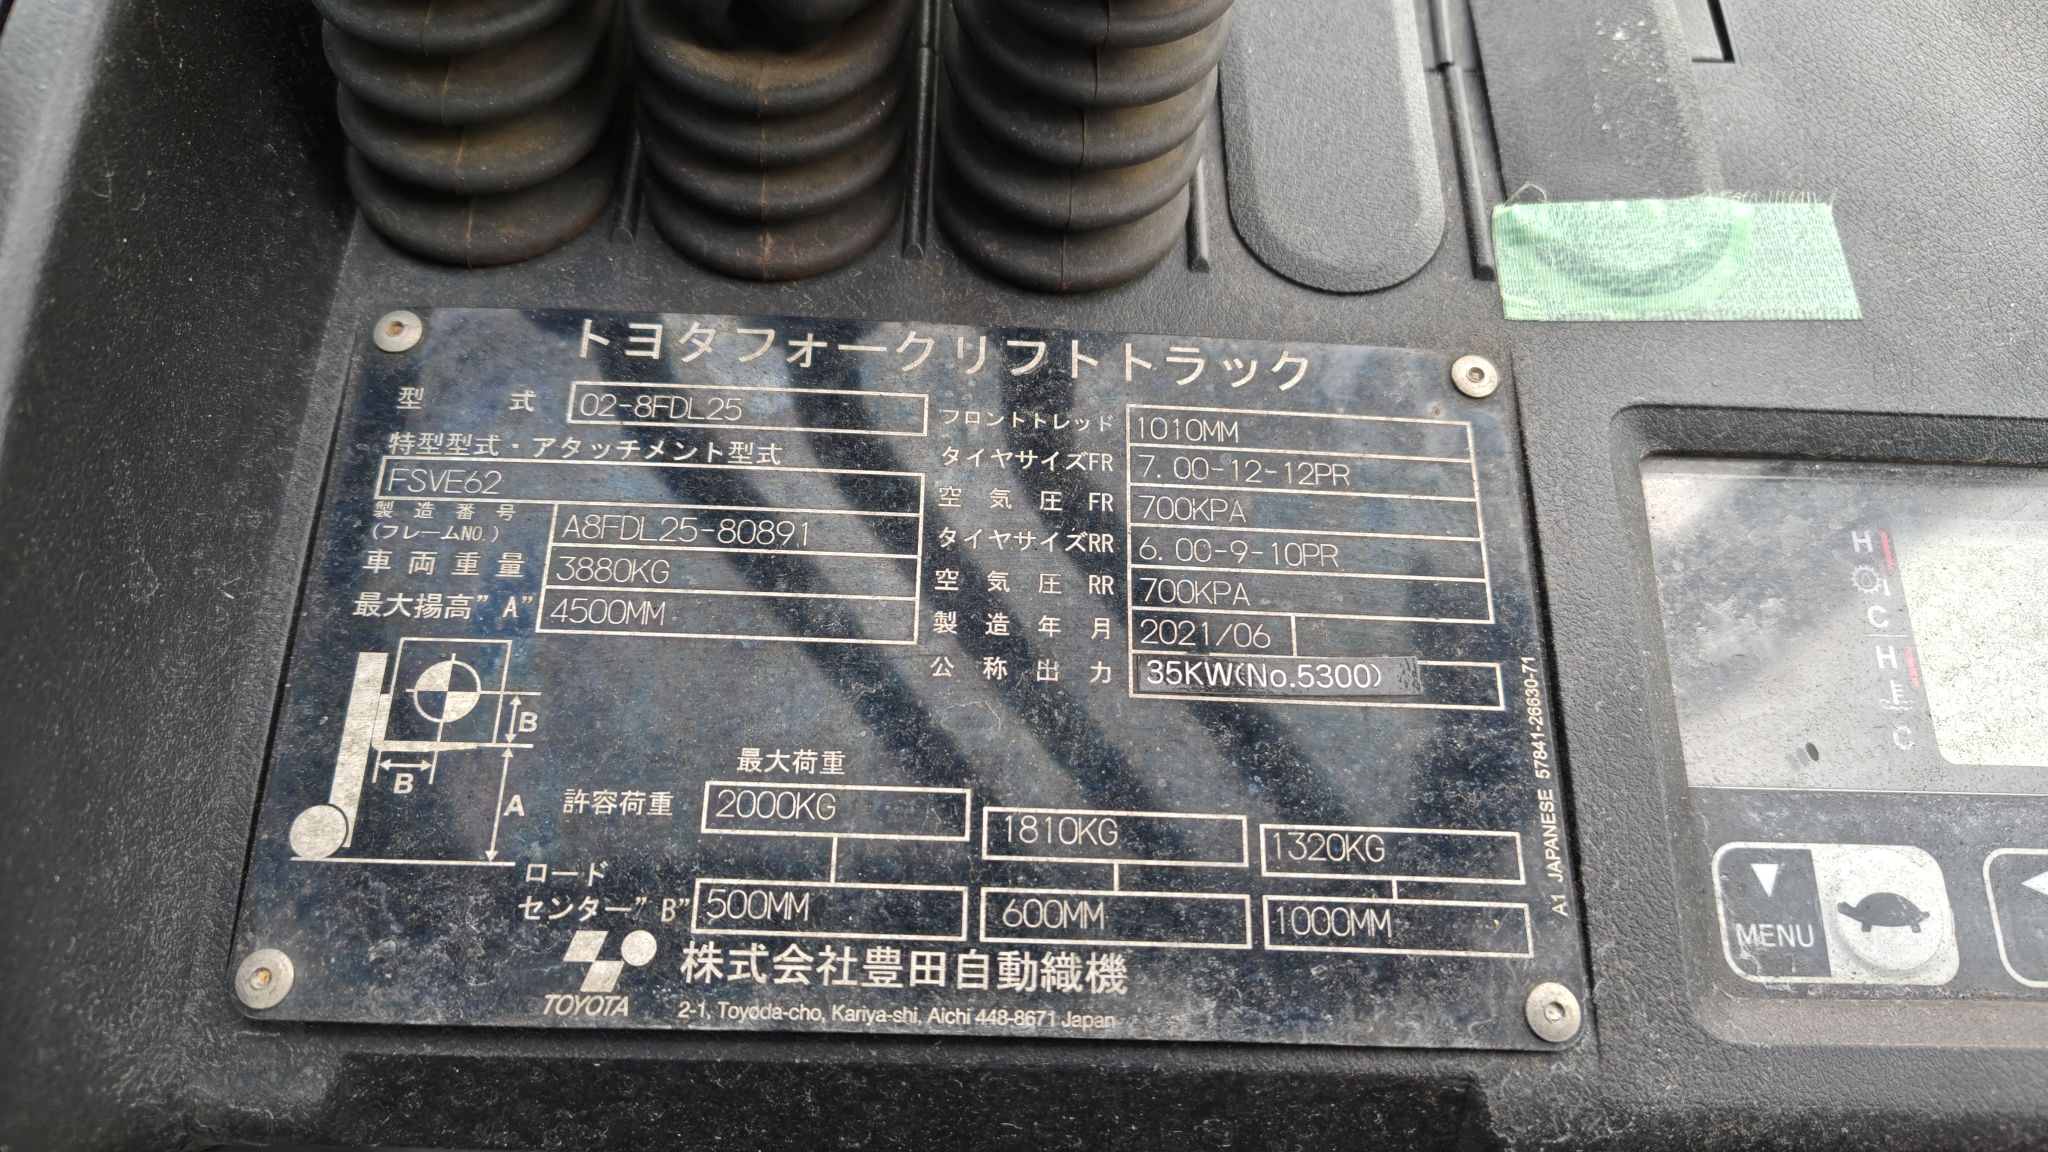 トヨタフォークリフトトラック
型 式 02-8FDL25
特型型式・アタッチメント型式
FSVE62
製造番号
(フレームNO.) A8FDL25-80891
車両重量 3880KG
最大揚高"A" 4500MM
フロントトレッド 1010MM
タイヤサイズFR 7.00-12-12PR
空気圧 FR 700KPA
タイヤサイズRR 6.00-9-10PR
空気圧 RR 700KPA
製造年月 2021/06
公称出力 35KW(No.5300)
B
B
A
最大荷重
許容荷重 2000KG 1810KG 1320KG
ロード
センター"B" 500MM 600MM 1000MM
TOYOTA
株式会社豊田自動織機
2-1, Toyoda-cho, Kariya-shi, Aichi 448-8671 Japan
A1 JAPANESE 57841-26630-71
H
C
H
C
MENU